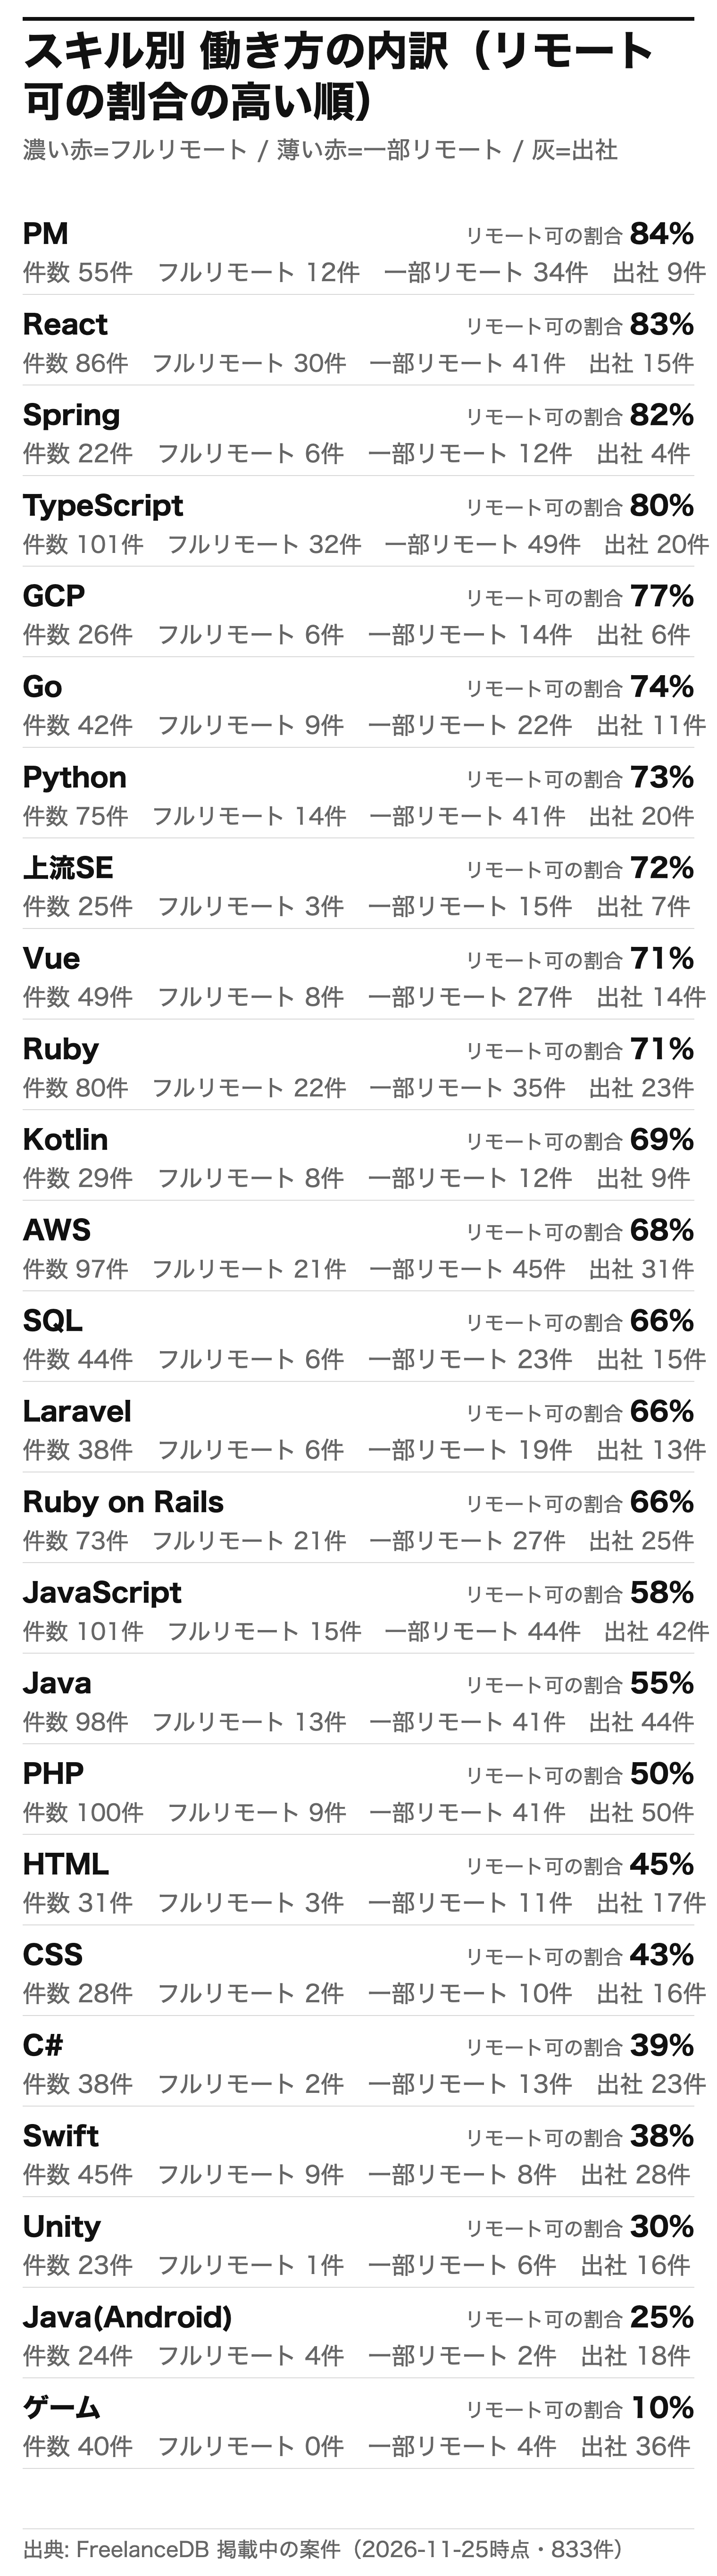 スキル別 働き方の内訳（リモート
可の割合の高い順）
濃い赤=フルリモート / 薄い赤=一部リモート / 灰=出社
PM リモート可の割合 84%
件数 55件 フルリモート 12件 一部リモート 34件 出社 9件
React リモート可の割合 83%
件数 86件 フルリモート 30件 一部リモート 41件 出社 15件
Spring リモート可の割合 82%
件数 22件 フルリモート 6件 一部リモート 12件 出社 4件
TypeScript リモート可の割合 80%
件数 101件 フルリモート 32件 一部リモート 49件 出社 20件
GCP リモート可の割合 77%
件数 26件 フルリモート 6件 一部リモート 14件 出社 6件
Go リモート可の割合 74%
件数 42件 フルリモート 9件 一部リモート 22件 出社 11件
Python リモート可の割合 73%
件数 75件 フルリモート 14件 一部リモート 41件 出社 20件
上流SE リモート可の割合 72%
件数 25件 フルリモート 3件 一部リモート 15件 出社 7件
Vue リモート可の割合 71%
件数 49件 フルリモート 8件 一部リモート 27件 出社 14件
Ruby リモート可の割合 71%
件数 80件 フルリモート 22件 一部リモート 35件 出社 23件
Kotlin リモート可の割合 69%
件数 29件 フルリモート 8件 一部リモート 12件 出社 9件
AWS リモート可の割合 68%
件数 97件 フルリモート 21件 一部リモート 45件 出社 31件
SQL リモート可の割合 66%
件数 44件 フルリモート 6件 一部リモート 23件 出社 15件
Laravel リモート可の割合 66%
件数 38件 フルリモート 6件 一部リモート 19件 出社 13件
Ruby on Rails リモート可の割合 66%
件数 73件 フルリモート 21件 一部リモート 27件 出社 25件
JavaScript リモート可の割合 58%
件数 101件 フルリモート 15件 一部リモート 44件 出社 42件
Java リモート可の割合 55%
件数 98件 フルリモート 13件 一部リモート 41件 出社 44件
PHP リモート可の割合 50%
件数 100件 フルリモート 9件 一部リモート 41件 出社 50件
HTML リモート可の割合 45%
件数 31件 フルリモート 3件 一部リモート 11件 出社 17件
CSS リモート可の割合 43%
件数 28件 フルリモート 2件 一部リモート 10件 出社 16件
C# リモート可の割合 39%
件数 38件 フルリモート 2件 一部リモート 13件 出社 23件
Swift リモート可の割合 38%
件数 45件 フルリモート 9件 一部リモート 8件 出社 28件
Unity リモート可の割合 30%
件数 23件 フルリモート 1件 一部リモート 6件 出社 16件
Java(Android) リモート可の割合 25%
件数 24件 フルリモート 4件 一部リモート 2件 出社 18件
ゲーム リモート可の割合 10%
件数 40件 フルリモート 0件 一部リモート 4件 出社 36件
出典: FreelanceDB 掲載中の案件（2026-11-25時点・833件）